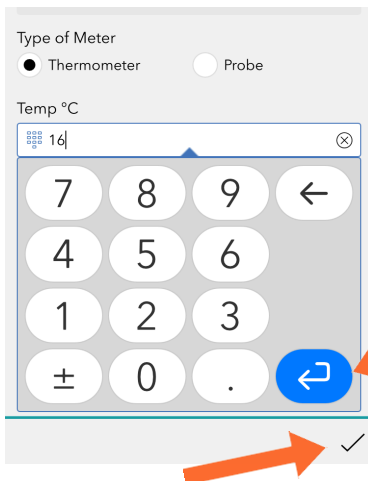 Type of Meter
Thermometer Probe
Temp °C
16
7 8 9 ←
4 5 6
1 2 3
± 0 .